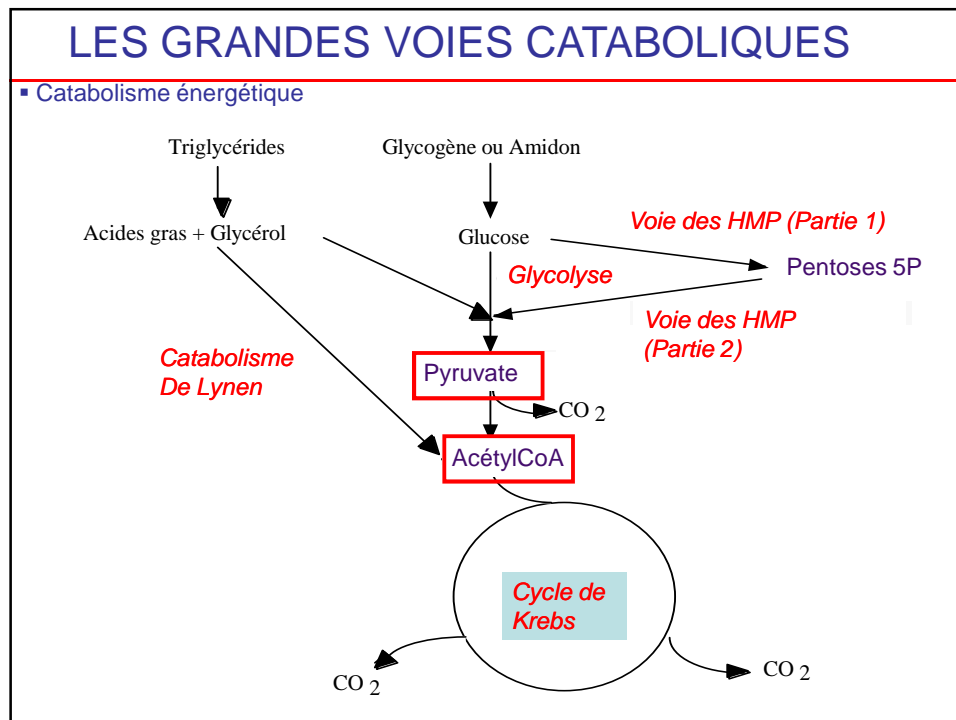 LES GRANDES VOIES CATABOLIQUES
▪ Catabolisme énergétique
Triglycérides
Glycogène ou Amidon
Acides gras + Glycérol
Glucose
Voie des HMP (Partie 1)
Glycolyse
Pentoses 5P
Voie des HMP
(Partie 2)
Catabolisme
De Lynen
Pyruvate
CO 2
AcétylCoA
Cycle de
Krebs
CO 2
CO 2